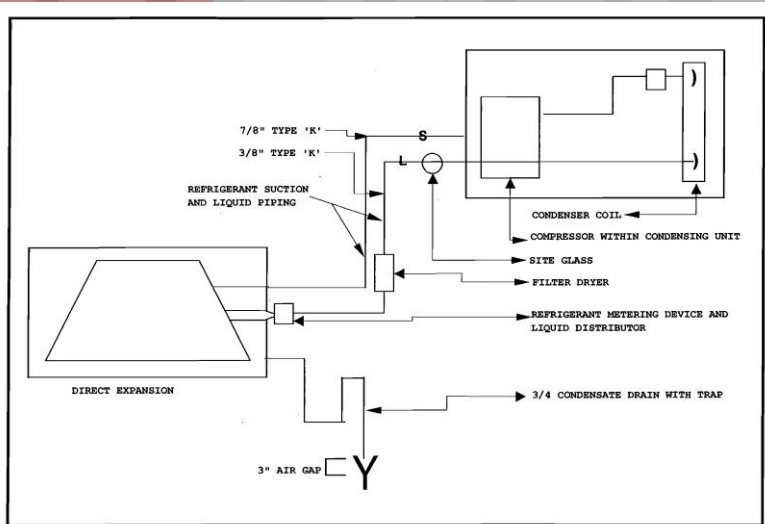 7/8" TYPE 'K'
3/8" TYPE 'K'
S
L
REFRIGERANT SUCTION
AND LIQUID PIPING
CONDENSER COIL
COMPRESSOR WITHIN CONDENSING UNIT
SITE GLASS
FILTER DRYER
REFRIGERANT METERING DEVICE AND
LIQUID DISTRIBUTOR
DIRECT EXPANSION
3/4 CONDENSATE DRAIN WITH TRAP
3" AIR GAP